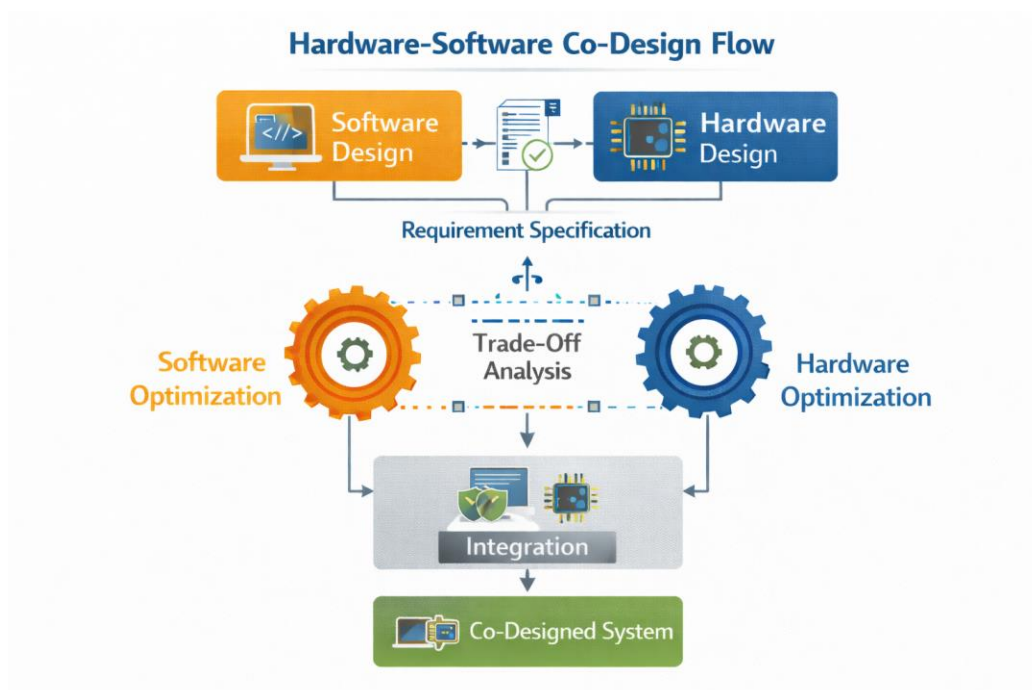 Hardware-Software Co-Design Flow
</>
Software
Design
Hardware
Design
Requirement Specification
Software
Optimization
Trade-Off
Analysis
Hardware
Optimization
Integration
Co-Designed System